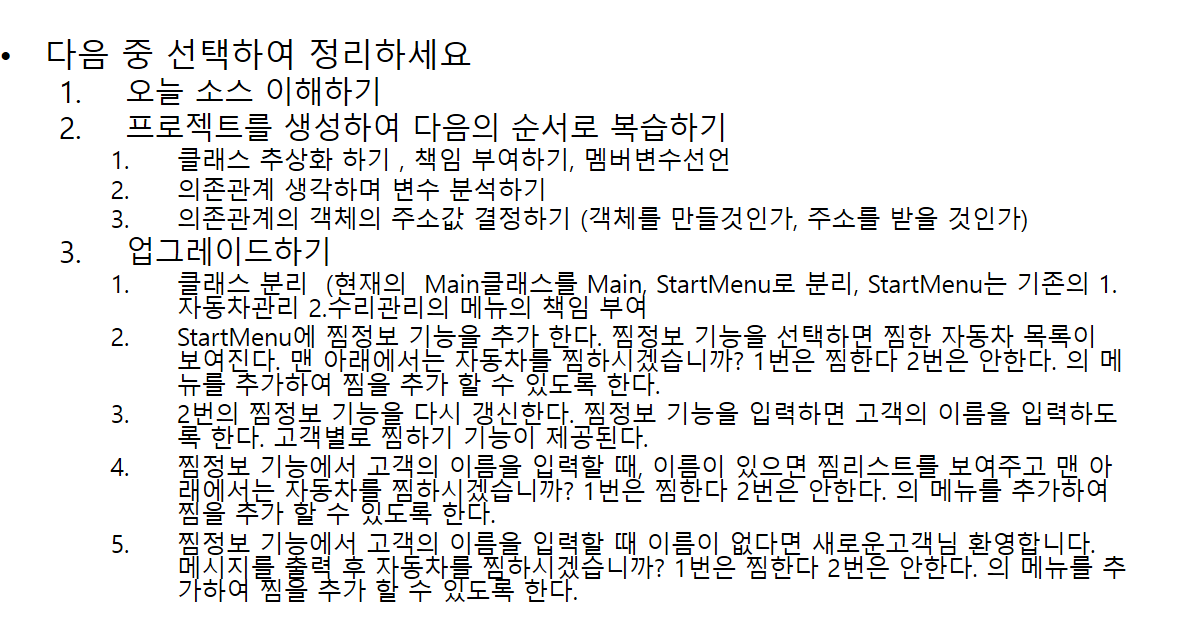 • 다음 중 선택하여 정리하세요
1. 오늘 소스 이해하기
2. 프로젝트를 생성하여 다음의 순서로 복습하기
1. 클래스 추상화 하기 , 책임 부여하기, 멤버변수선언
2. 의존관계 생각하며 변수 분석하기
3. 의존관계의 객체의 주소값 결정하기 (객체를 만들것인가, 주소를 받을 것인가)
3. 업그레이드하기
1. 클래스 분리 (현재의 Main클래스를 Main, StartMenu로 분리, StartMenu는 기존의 1.
자동차관리 2.수리관리의 메뉴의 책임 부여
2. StartMenu에 찜정보 기능을 추가 한다. 찜정보 기능을 선택하면 찜한 자동차 목록이
보여진다. 맨 아래에서는 자동차를 찜하시겠습니까? 1번은 찜한다 2번은 안한다. 의 메
뉴를 추가하여 찜을 추가 할 수 있도록 한다.
3. 2번의 찜정보 기능을 다시 갱신한다. 찜정보 기능을 입력하면 고객의 이름을 입력하도
록 한다. 고객별로 찜하기 기능이 제공된다.
4. 찜정보 기능에서 고객의 이름을 입력할 때, 이름이 있으면 찜리스트를 보여주고 맨 아
래에서는 자동차를 찜하시겠습니까? 1번은 찜한다 2번은 안한다. 의 메뉴를 추가하여
찜을 추가 할 수 있도록 한다.
5. 찜정보 기능에서 고객의 이름을 입력할 때 이름이 없다면 새로운고객님 환영합니다.
메시지를 출력 후 자동차를 찜하시겠습니까? 1번은 찜한다 2번은 안한다. 의 메뉴를 추
가하여 찜을 추가 할 수 있도록 한다.